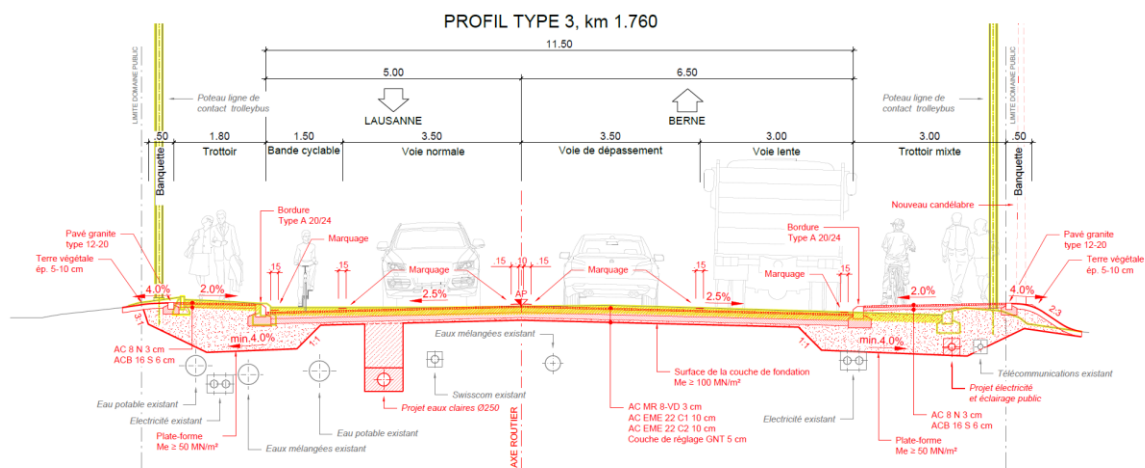 PROFIL TYPE 3, km 1.760
11.50
5.00
6.50
LIMITE DOMAINE PUBLIC
Poteau ligne de
contact trolleybus
LAUSANNE
BERNE
Poteau ligne de
contact trolleybus
LIMITE DOMAINE PUBLIC
.50
1.80
1.50
3.50
3.50
3.00
3.00
.50
Banquette
Trottoir
Bande cyclable
Voie normale
Voie de dépassement
Voie lente
Trottoir mixte
Banquette
Nouveau candélabre
Pavé granite
type 12-20
Terre végétale
ép. 5-10 cm
Bordure
Type A 20/24
Marquage
Marquage
Marquage
Bordure
Type A 20/24
Marquage
Pavé granite
type 12-20
Terre végétale
ép. 5-10 cm
15
15
15
10
15
15
15
AP
4.0%
2.0%
2.5%
2.5%
2.0%
4.0%
3:1
min.4.0%
1:1
1:1
min.4.0%
2:3
AC 8 N 3 cm
ACB 16 S 6 cm
Eau potable existant
Electricité existant
Plate-forme
Me ≥ 50 MN/m²
Eaux mélangées existant
Eau potable existant
Projet eaux claires Ø250
Swisscom existant
Eaux mélangées existant
AXE ROUTIER
Surface de la couche de fondation
Me ≥ 100 MN/m²
AC MR 8-VD 3 cm
AC EME 22 C1 10 cm
AC EME 22 C2 10 cm
Couche de réglage GNT 5 cm
Electricité existant
Plate-forme
Me ≥ 50 MN/m²
AC 8 N 3 cm
ACB 16 S 6 cm
Projet électricité
et éclairage public
Télécommunications existant